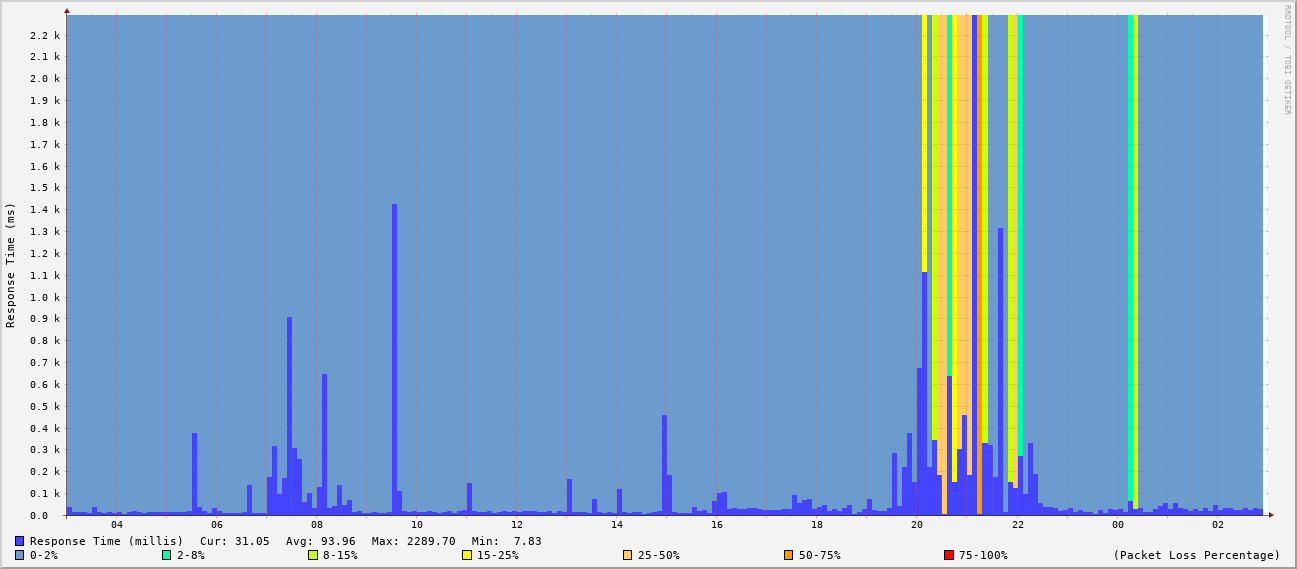 RRDTOOL / TOBI OETIKER
Response Time (ms)
2.2 k
2.1 k
2.0 k
1.9 k
1.8 k
1.7 k
1.6 k
1.5 k
1.4 k
1.3 k
1.2 k
1.1 k
1.0 k
0.9 k
0.8 k
0.7 k
0.6 k
0.5 k
0.4 k
0.3 k
0.2 k
0.1 k
0.0
04 06 08 10 12 14 16 18 20 22 00 02
Response Time (millis) Cur: 31.05 Avg: 93.96 Max: 2289.70 Min: 7.83
0-2% 2-8% 8-15% 15-25% 25-50% 50-75% 75-100% (Packet Loss Percentage)